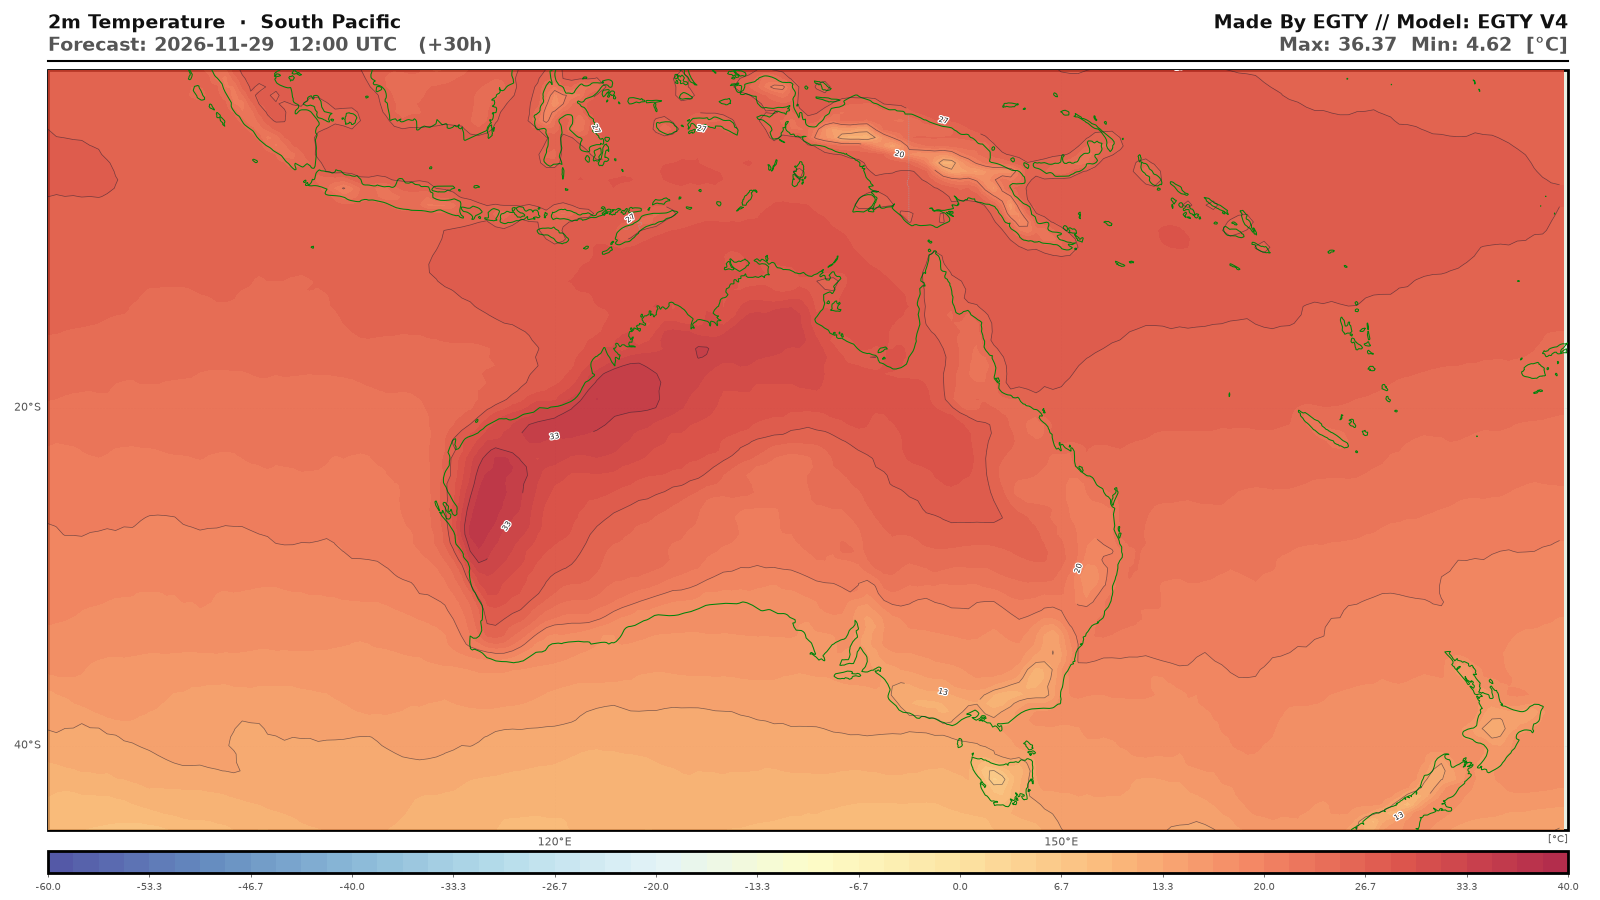 2m Temperature · South Pacific
Made By EGTY // Model: EGTY V4
Forecast: 2026-11-29 12:00 UTC (+30h)
Max: 36.37 Min: 4.62 [°C]
27
27
27
20
27
33
20°S
33
20
13
40°S
13
120°E
150°E
[°C]
-60.0 -53.3 -46.7 -40.0 -33.3 -26.7 -20.0 -13.3 -6.7 0.0 6.7 13.3 20.0 26.7 33.3 40.0